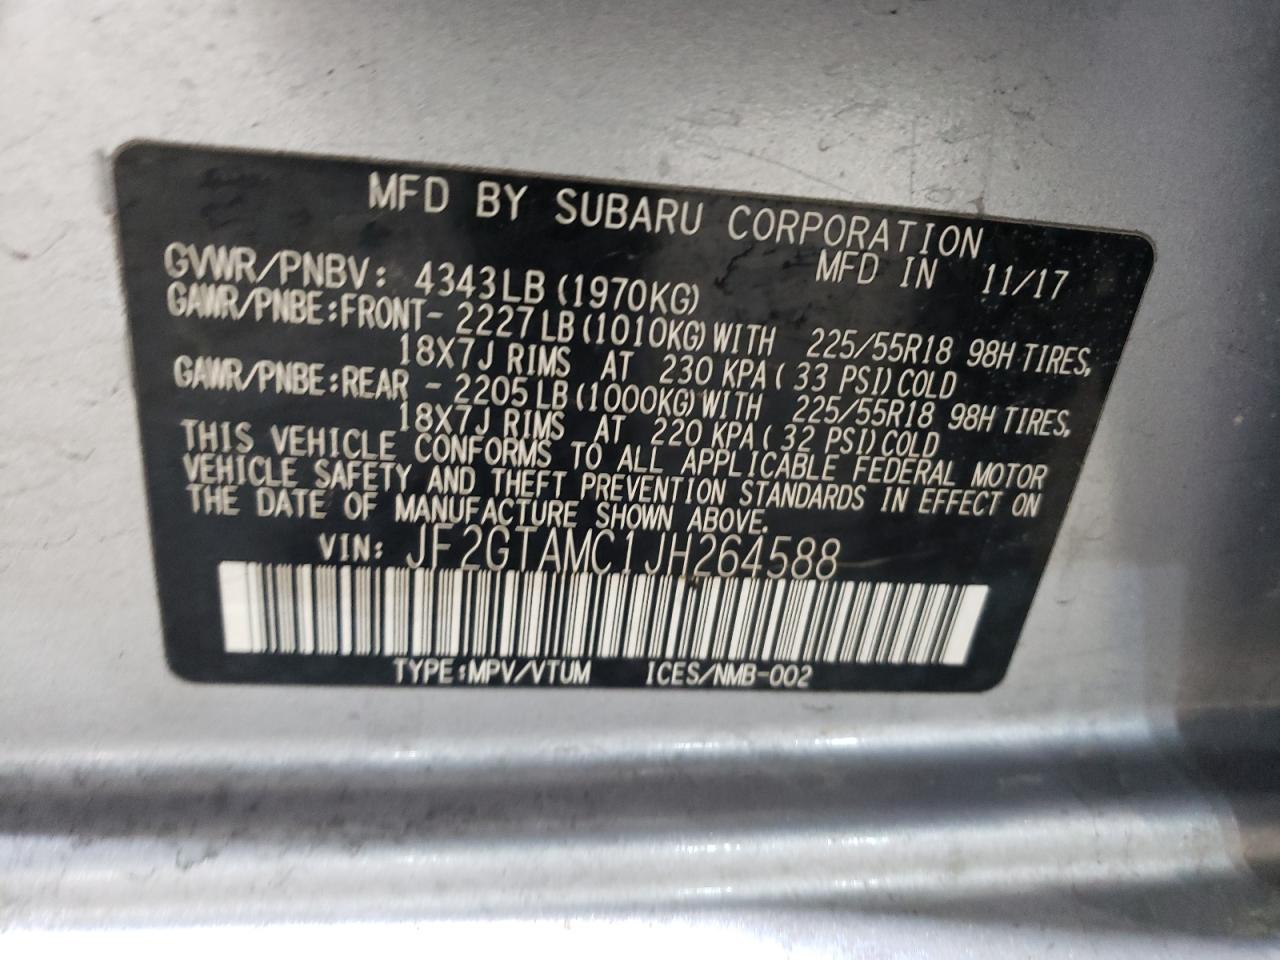 MFD BY SUBARU CORPORATION
MFD IN 11/17
GVWR/PNBV: 4343LB (1970KG)
GAWR/PNBE:FRONT- 2227LB(1010KG)WITH 225/55R18 98H TIRES,
18X7J RIMS AT 230 KPA( 33 PSI)COLD
GAWR/PNBE:REAR - 2205LB(1000KG)WITH 225/55R18 98H TIRES,
18X7J RIMS AT 220 KPA( 32 PSI)COLD
THIS VEHICLE CONFORMS TO ALL APPLICABLE FEDERAL MOTOR
VEHICLE SAFETY AND THEFT PREVENTION STANDARDS IN EFFECT ON
THE DATE OF MANUFACTURE SHOWN ABOVE.
VIN: JF2GTAMC1JH264588
TYPE:MPV/VTUM ICES/NMB-002